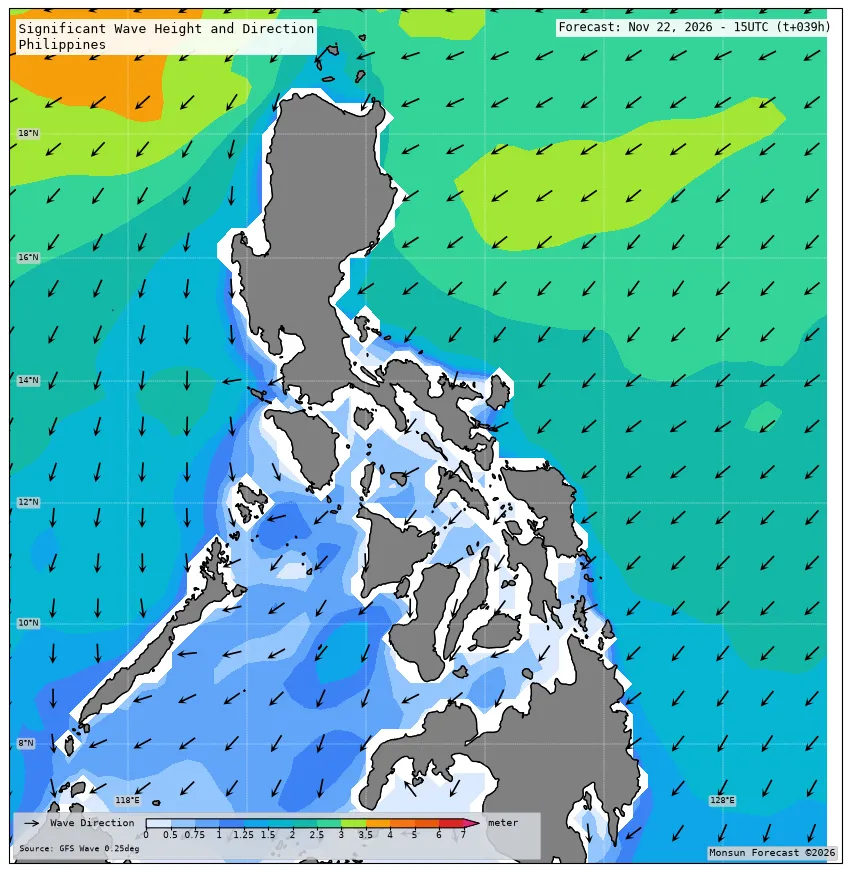 Significant Wave Height and Direction
Philippines
Forecast: Nov 22, 2026 - 15UTC (t+039h)
18°N
16°N
14°N
12°N
10°N
8°N
118°E
128°E
Wave Direction
0 0.5 0.75 1 1.25 1.5 2 2.5 3 3.5 4 5 6 7 meter
Source: GFS Wave 0.25deg
Monsun Forecast ©2026